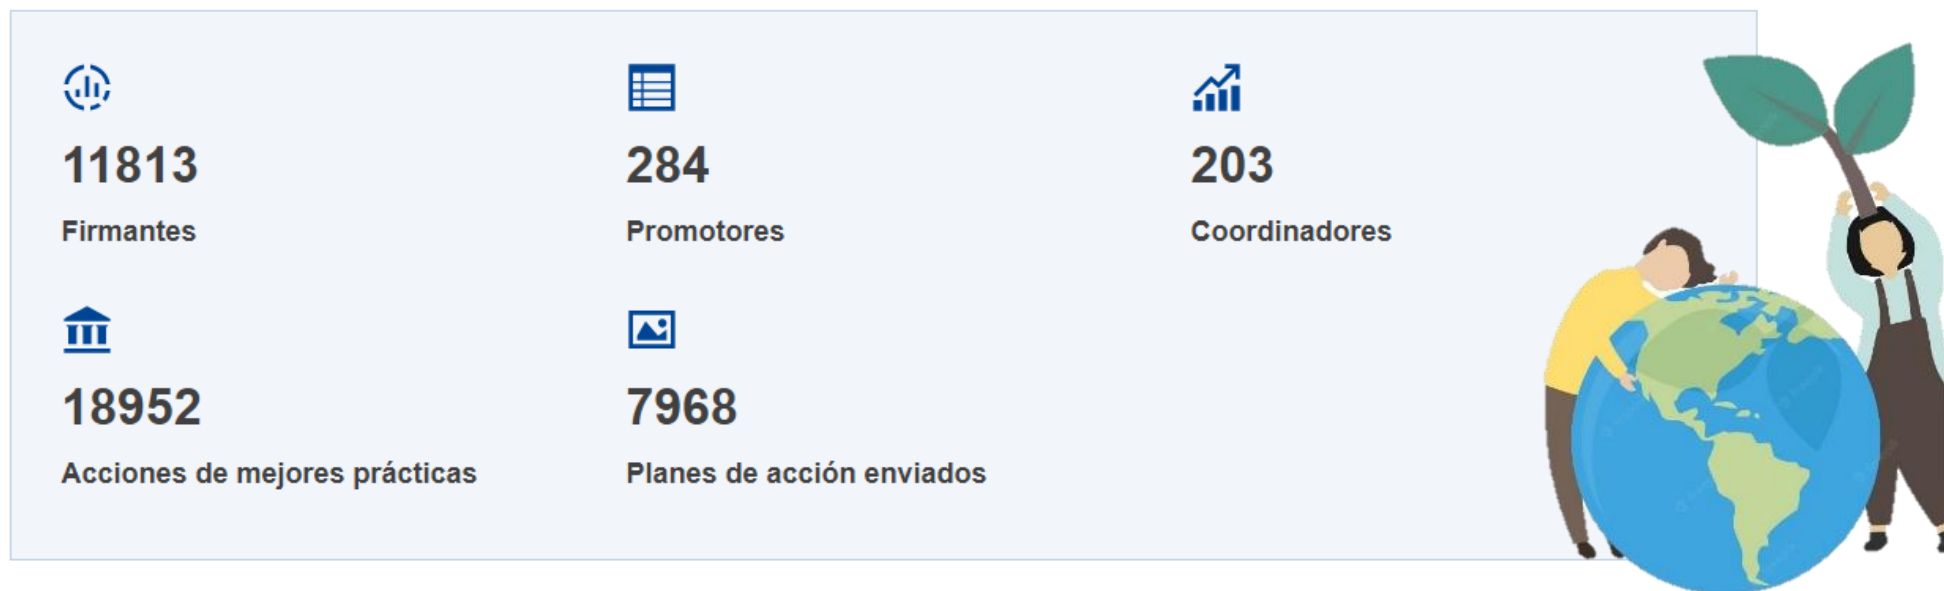 11813
Firmantes
284
Promotores
203
Coordinadores
18952
Acciones de mejores prácticas
7968
Planes de acción enviados